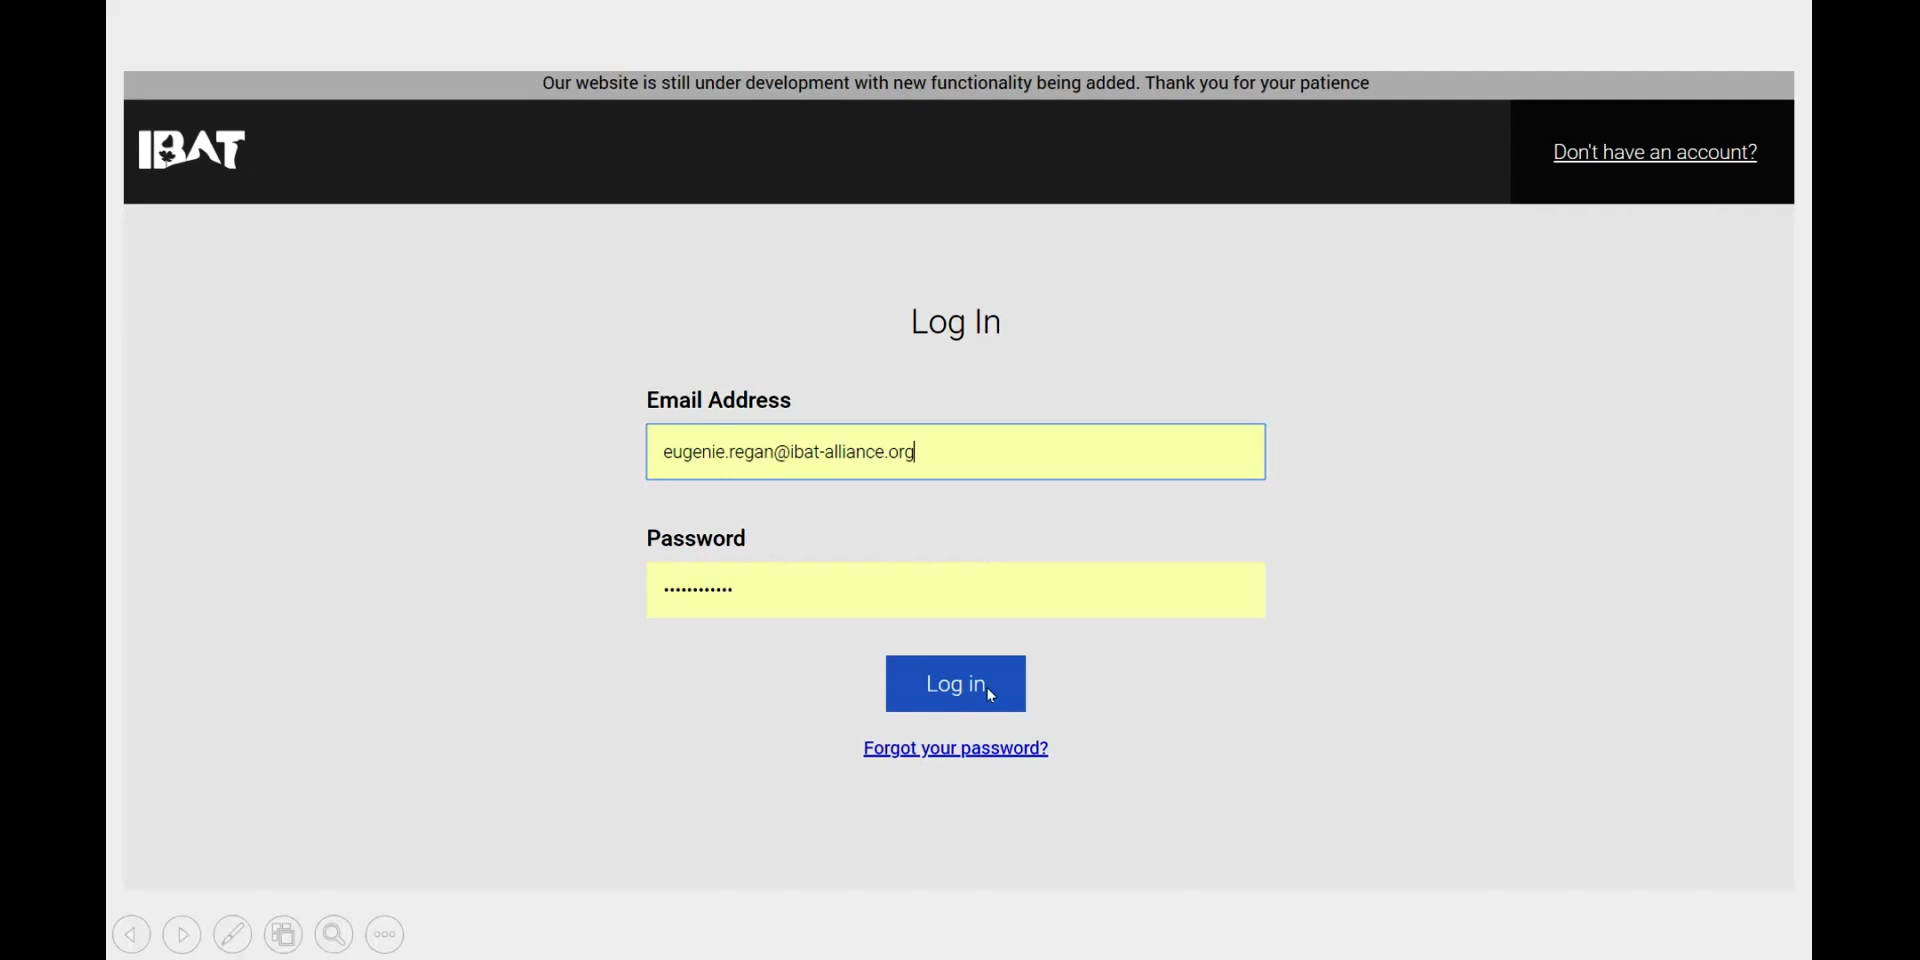 Our website is still under development with new functionality being added. Thank you for your patience
IBAT
Don't have an account?
Log In
Email Address
eugenie.regan@ibat-alliance.org
Password
••••••••••••
Log in
Forgot your password?